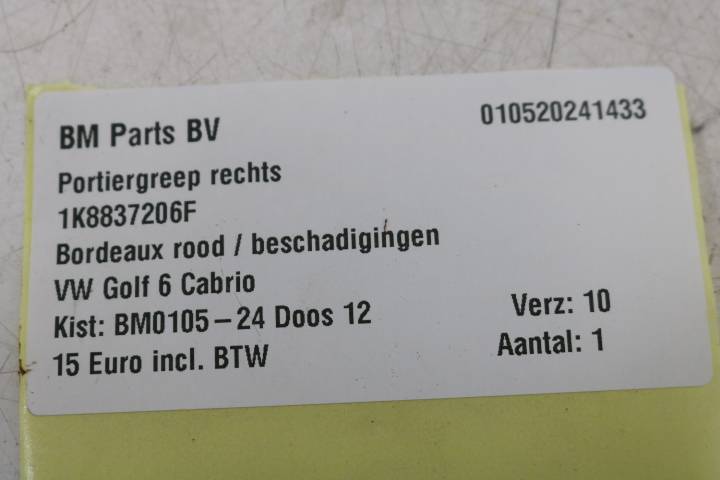 BM Parts BV
010520241433
Portiergreep rechts
1K8837206F
Bordeaux rood / beschadigingen
VW Golf 6 Cabrio
Kist: BM0105-24 Doos 12
Verz: 10
15 Euro incl. BTW
Aantal: 1